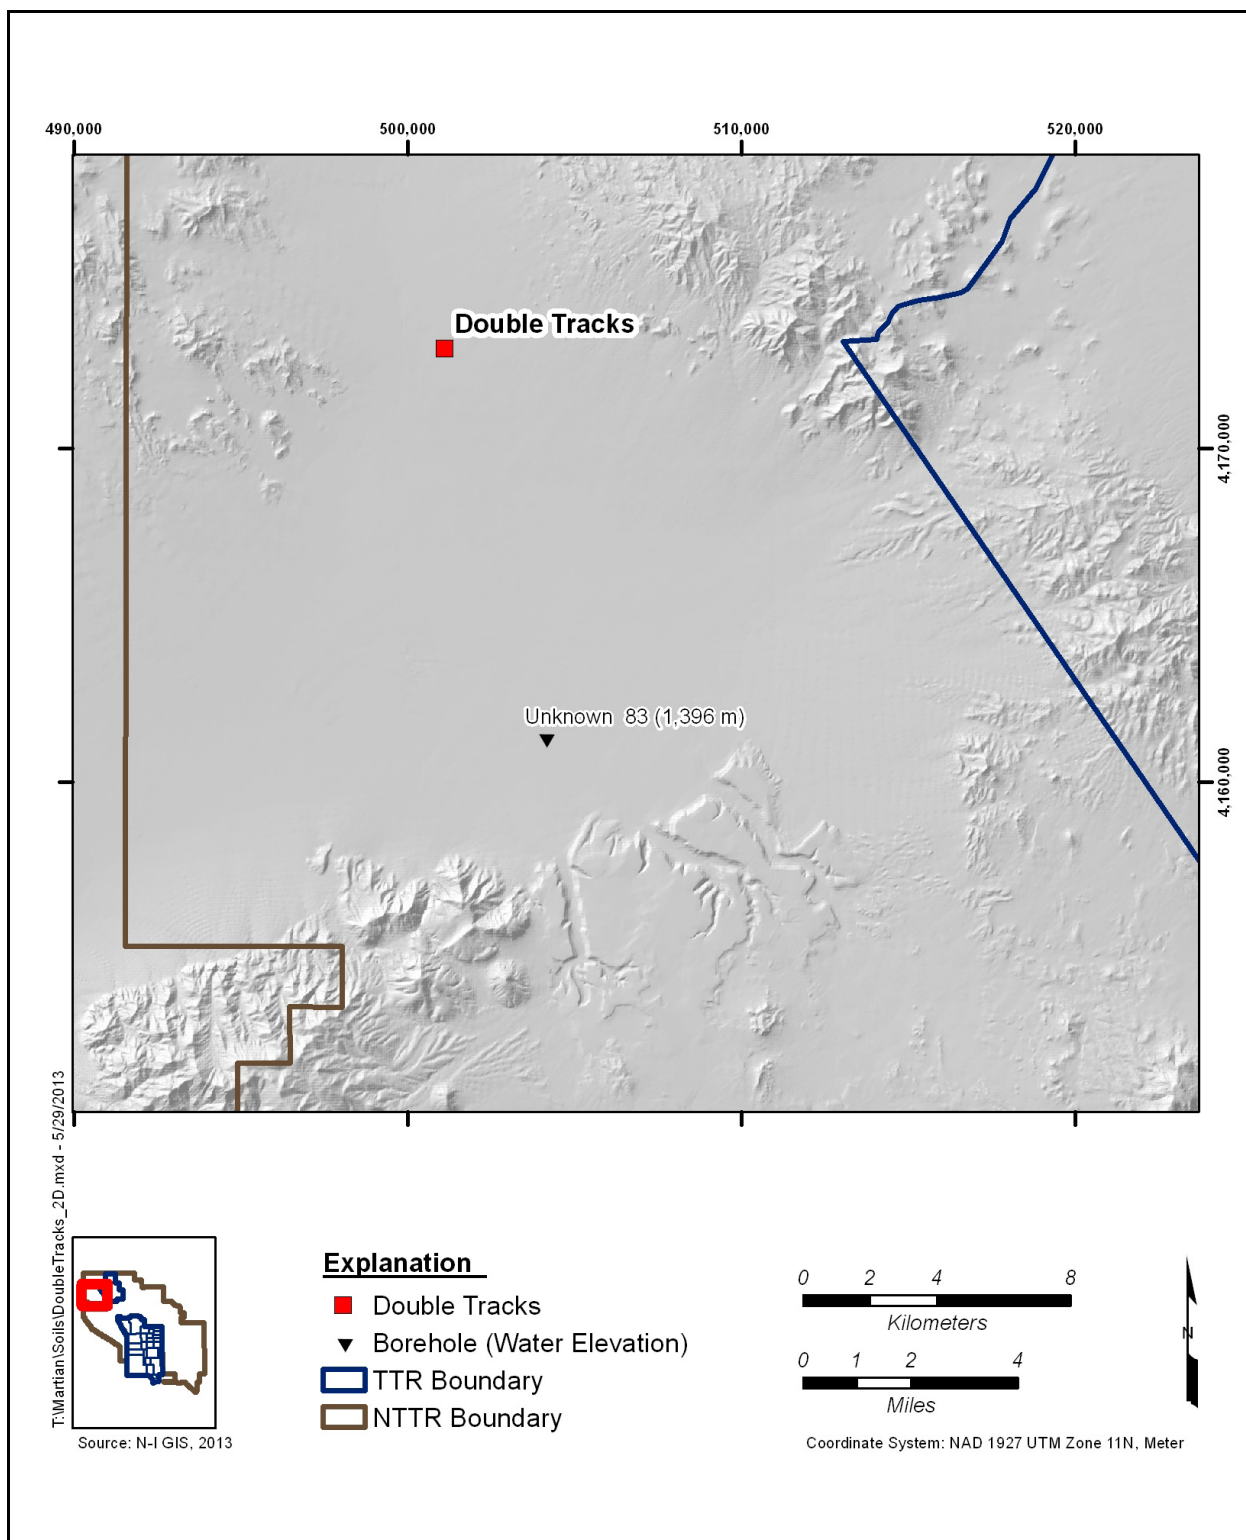 490,000
500,000
510,000
520,000
Double Tracks
4,170,000
Unknown 83 (1,396 m)
4,160,000
T:\Martian\Soils\DoubleTracks_2D.mxd - 5/29/2013
Source: N-I GIS, 2013
Explanation
Double Tracks
Borehole (Water Elevation)
TTR Boundary
NTTR Boundary
0 2 4 8
Kilometers
0 1 2 4
Miles
N
Coordinate System: NAD 1927 UTM Zone 11N, Meter